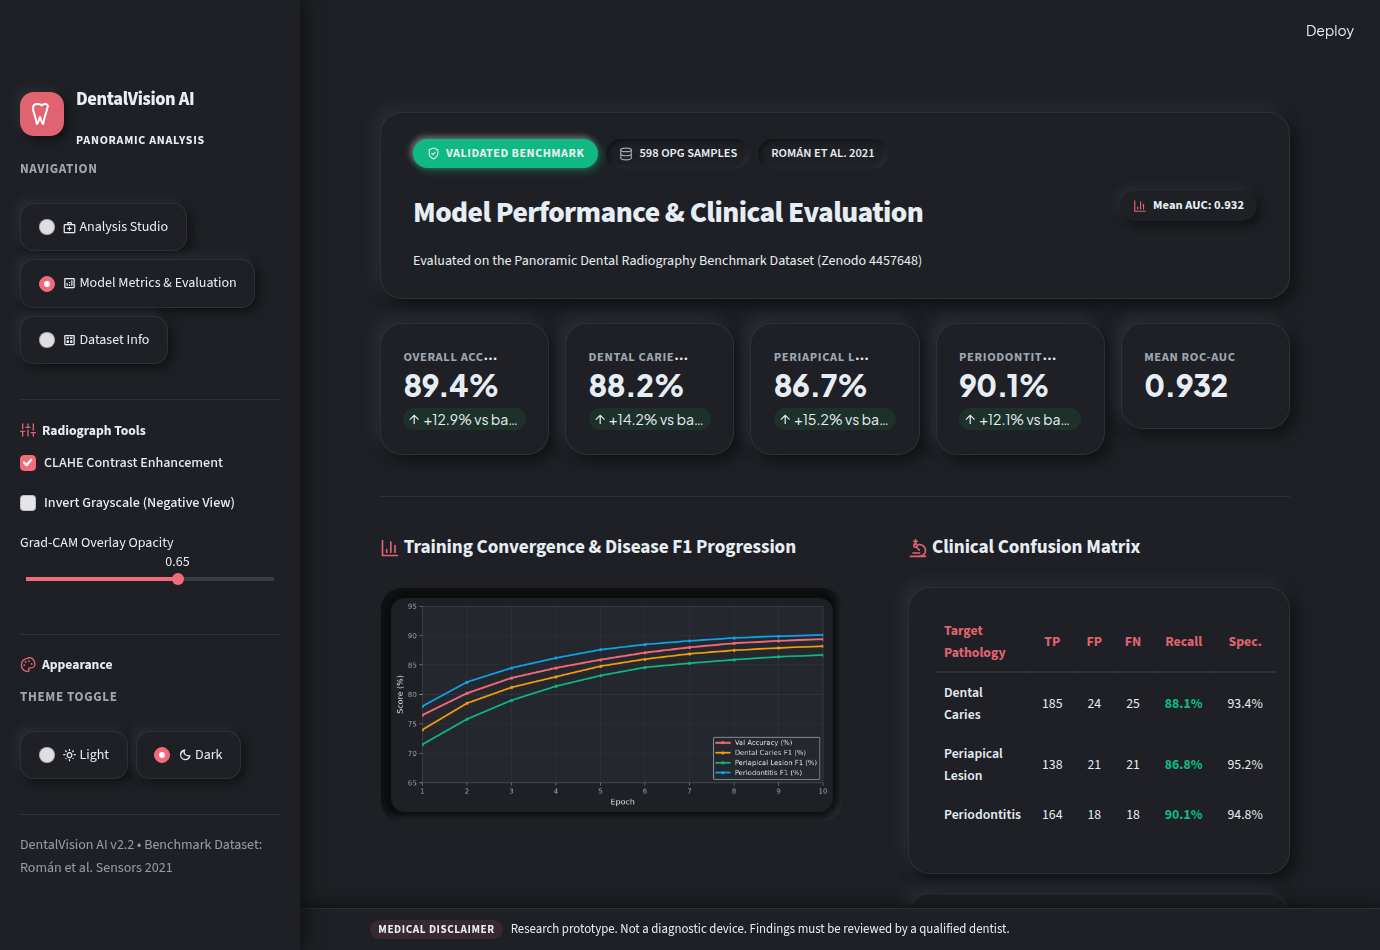 Deploy
DentalVision AI
PANORAMIC ANALYSIS
NAVIGATION
Analysis Studio
Model Metrics & Evaluation
Dataset Info
Radiograph Tools
CLAHE Contrast Enhancement
Invert Grayscale (Negative View)
Grad-CAM Overlay Opacity
0.65
Appearance
THEME TOGGLE
Light
Dark
DentalVision AI v2.2 • Benchmark Dataset:
Román et al. Sensors 2021
VALIDATED BENCHMARK
598 OPG SAMPLES
ROMÁN ET AL. 2021
Model Performance & Clinical Evaluation
Mean AUC: 0.932
Evaluated on the Panoramic Dental Radiography Benchmark Dataset (Zenodo 4457648)
OVERALL ACC...
89.4%
↑ +12.9% vs ba...
DENTAL CARIE...
88.2%
↑ +14.2% vs ba...
PERIAPICAL L...
86.7%
↑ +15.2% vs ba...
PERIODONTIT...
90.1%
↑ +12.1% vs ba...
MEAN ROC-AUC
0.932
Training Convergence & Disease F1 Progression
95
90
85
80
75
70
65
Score (%)
1 2 3 4 5 6 7 8 9 10
Epoch
Val Accuracy (%)
Dental Caries F1 (%)
Periapical Lesion F1 (%)
Periodontitis F1 (%)
Clinical Confusion Matrix
Target Pathology TP FP FN Recall Spec.
Dental Caries 185 24 25 88.1% 93.4%
Periapical Lesion 138 21 21 86.8% 95.2%
Periodontitis 164 18 18 90.1% 94.8%
MEDICAL DISCLAIMER Research prototype. Not a diagnostic device. Findings must be reviewed by a qualified dentist.